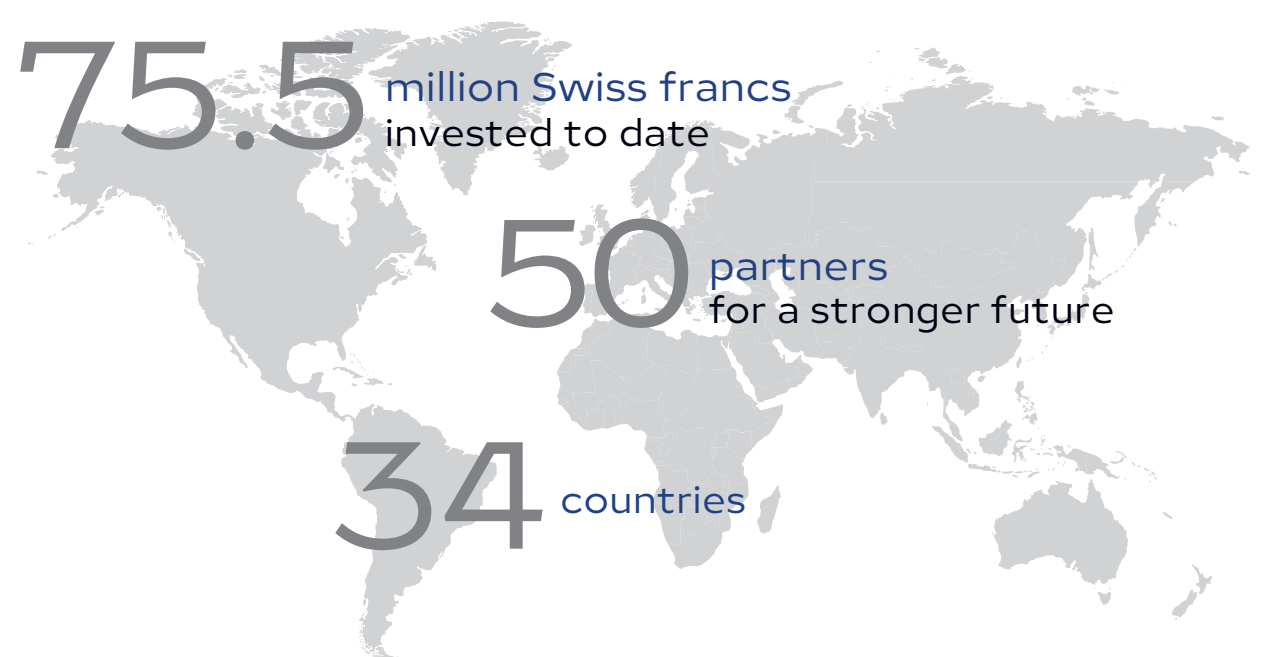 75.5 million Swiss francs
invested to date
50 partners
for a stronger future
34 countries